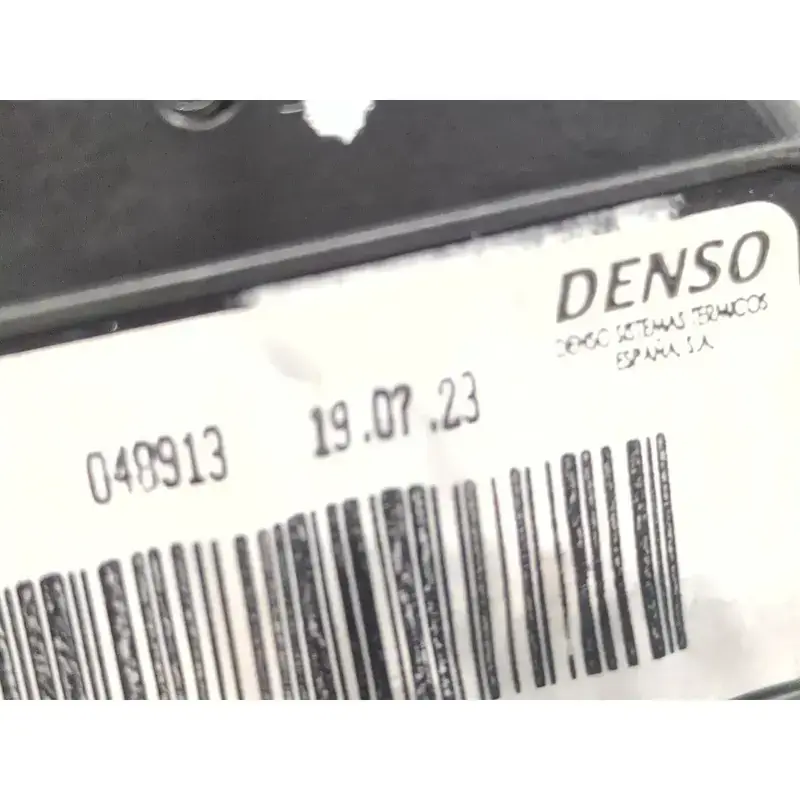 DENSO
DENSO SISTEMAS TERMICOS
ESPAÑA, S.A.
048913 19.07.23